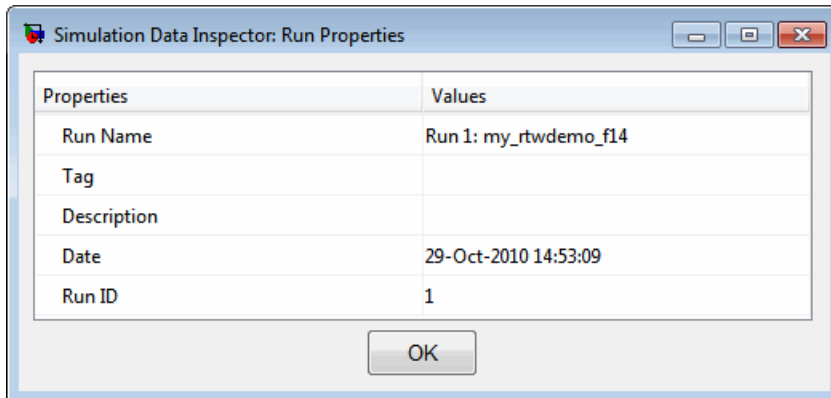 Simulation Data Inspector: Run Properties
Properties Values
Run Name Run 1: my_rtwdemo_f14
Tag
Description
Date 29-Oct-2010 14:53:09
Run ID 1
OK